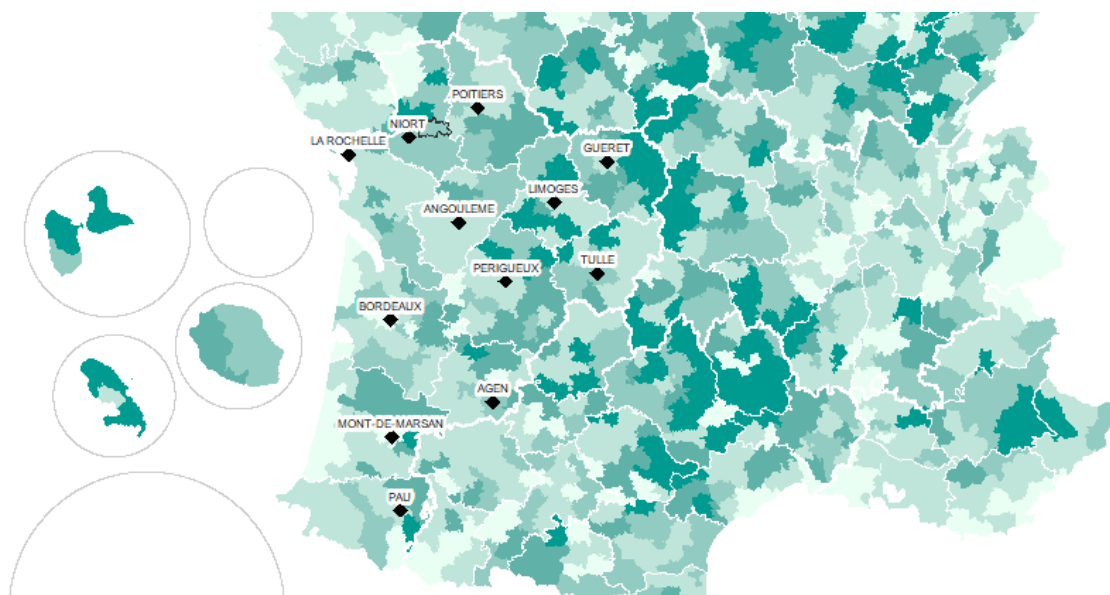 POITIERS
NIORT
LA ROCHELLE
GUERET
LIMOGES
ANGOULEME
TULLE
PERIGUEUX
BORDEAUX
AGEN
MONT-DE-MARSAN
PAU